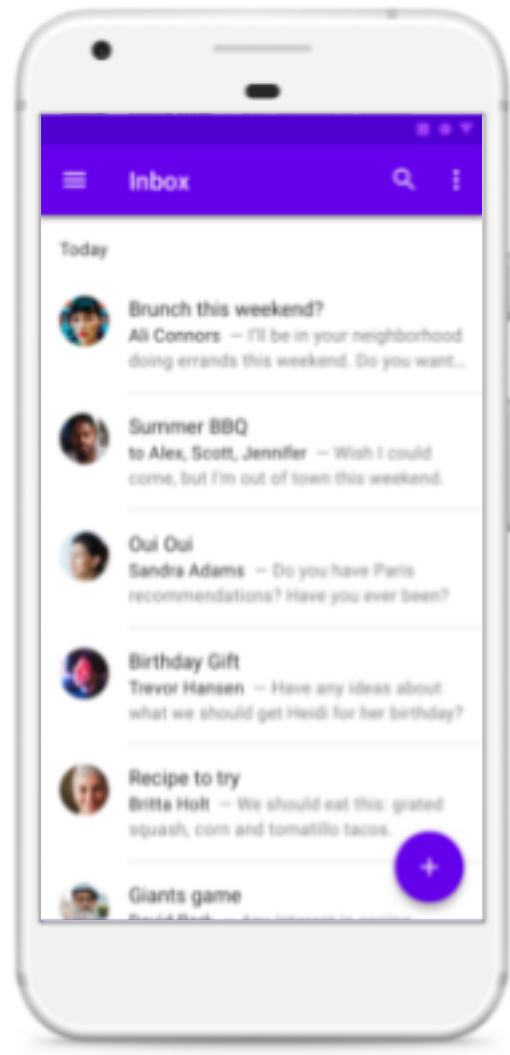 Inbox
Today
Brunch this weekend?
Ali Connors — I'll be in your neighborhood
doing errands this weekend. Do you want...
Summer BBQ
to Alex, Scott, Jennifer — Wish I could
come, but I'm out of town this weekend.
Oui Oui
Sandra Adams — Do you have Paris
recommendations? Have you ever been?
Birthday Gift
Trevor Hansen — Have any ideas about
what we should get Heidi for her birthday?
Recipe to try
Britta Holt — We should eat this: grated
squash, corn and tomatillo tacos.
Giants game